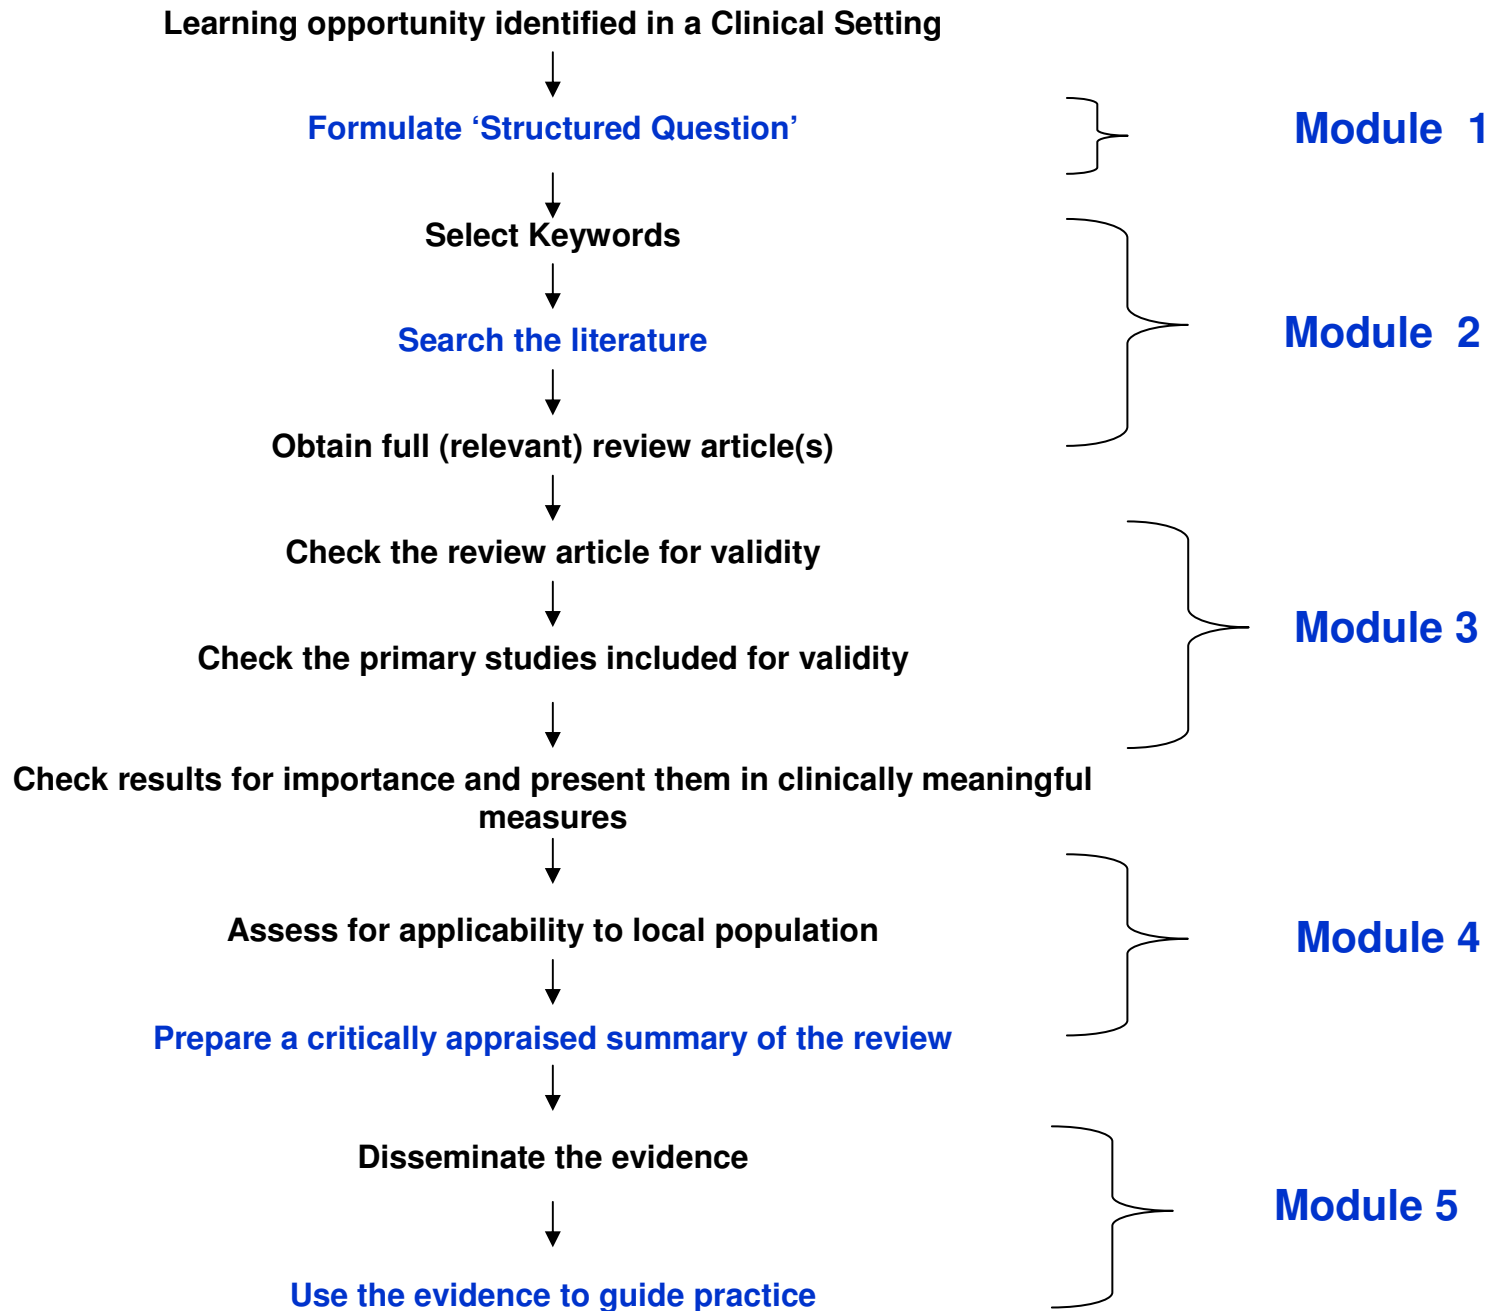 Learning opportunity identified in a Clinical Setting
Formulate ‘Structured Question’
Module 1
Select Keywords
Search the literature
Module 2
Obtain full (relevant) review article(s)
Check the review article for validity
Module 3
Check the primary studies included for validity
Check results for importance and present them in clinically meaningful
measures
Assess for applicability to local population
Module 4
Prepare a critically appraised summary of the review
Disseminate the evidence
Module 5
Use the evidence to guide practice